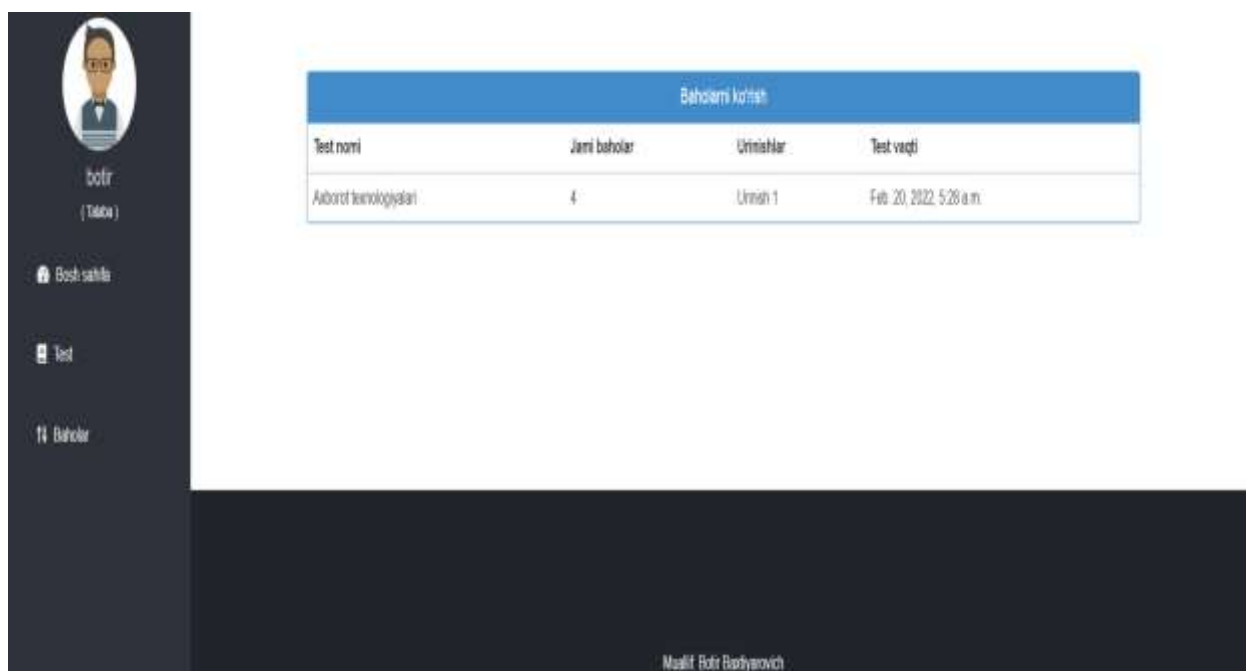 botir
( Talaba )
Bosh sahifa
Test
Baholar
Baholarni ko'rish
Test nomi Jami baholar Urinishlar Test vaqti
Axborot texnologiyalari 4 Urinish 1 Feb. 20, 2022, 5:28 a.m.
Muallif: Botir Baxtiyarovich